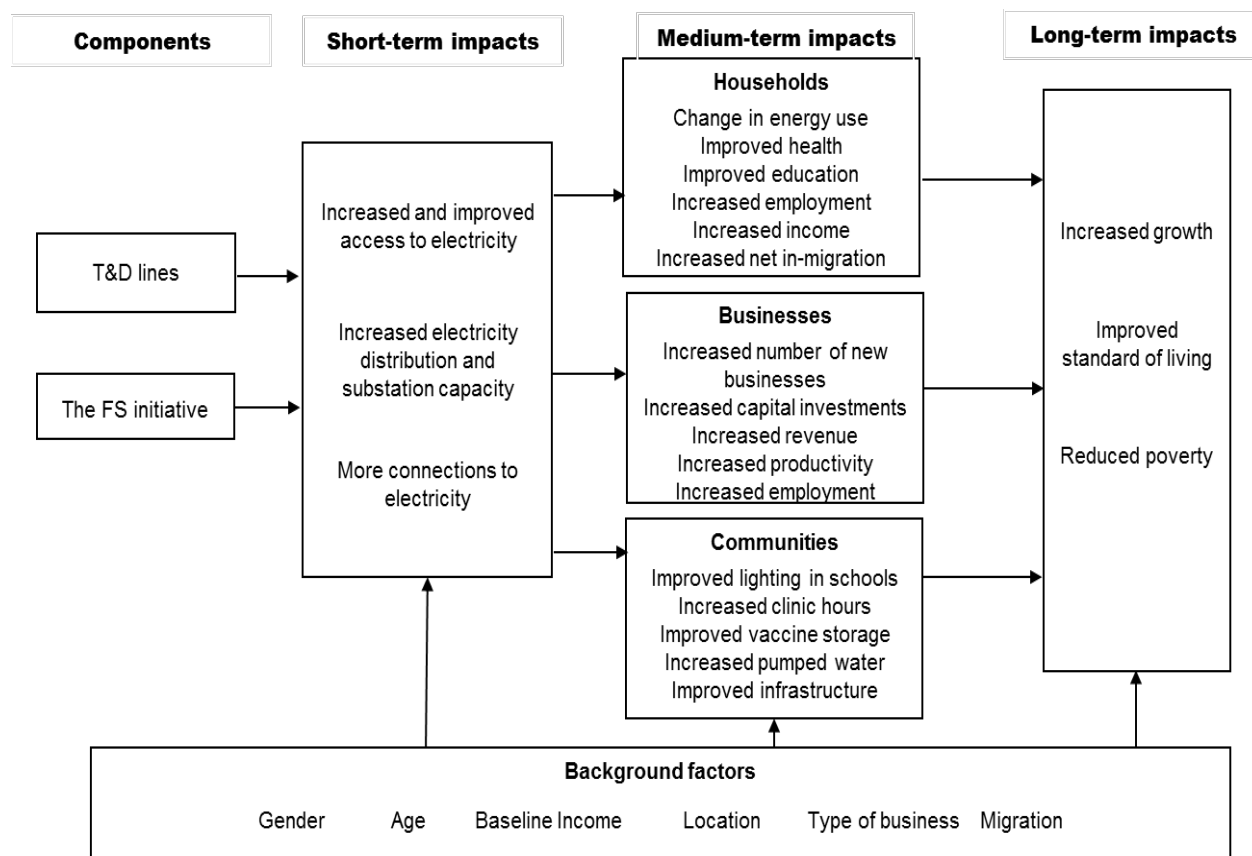 Components
Short-term impacts
Medium-term impacts
Long-term impacts
T&D lines
The FS initiative
Increased and improved
access to electricity
Increased electricity
distribution and
substation capacity
More connections to
electricity
Households
Change in energy use
Improved health
Improved education
Increased employment
Increased income
Increased net in-migration
Businesses
Increased number of new
businesses
Increased capital investments
Increased revenue
Increased productivity
Increased employment
Communities
Improved lighting in schools
Increased clinic hours
Improved vaccine storage
Increased pumped water
Improved infrastructure
Increased growth
Improved
standard of living
Reduced poverty
Background factors
Gender Age Baseline Income Location Type of business Migration